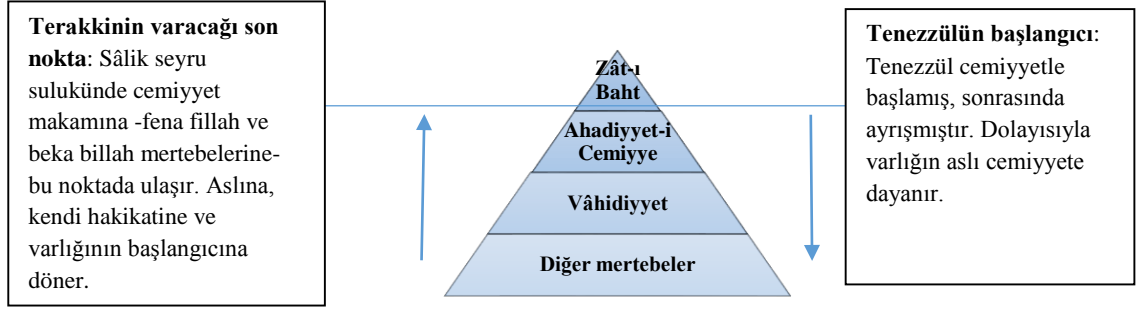 Terakkinin varacağı son
nokta: Sâlik seyru
sulukünde cemiyyet
makamına -fena fillah ve
beka billah mertebelerine-
bu noktada ulaşır. Aslına,
kendi hakikatine ve
varlığının başlangıcına
döner.
Zât-ı
Baht
Ahadiyyet-i
Cemiyye
Vâhidiyyet
Diğer mertebeler
Tenezzülün başlangıcı:
Tenezzül cemiyyetle
başlamış, sonrasında
ayrışmıştır. Dolayısıyla
varlığın aslı cemiyyete
dayanır.